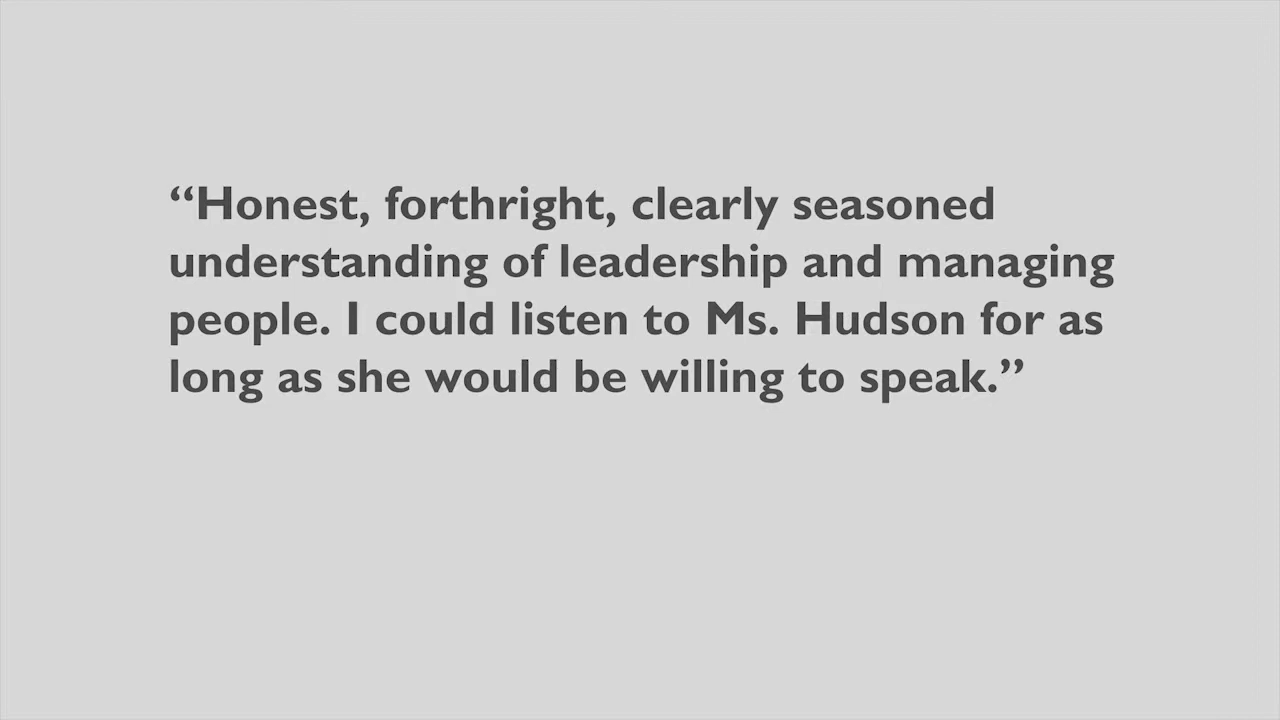 “Honest, forthright, clearly seasoned
understanding of leadership and managing
people. I could listen to Ms. Hudson for as
long as she would be willing to speak.”